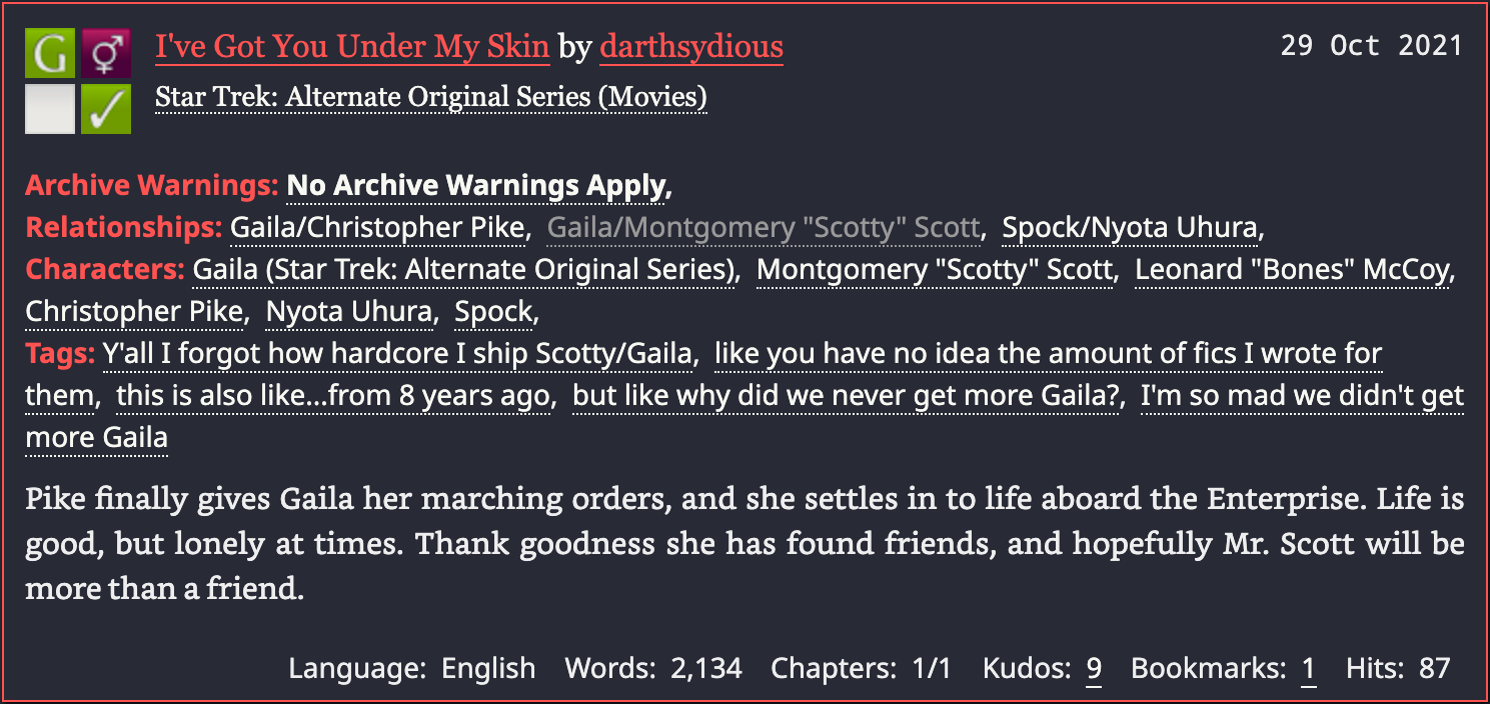 G ⚥ I've Got You Under My Skin by darthsydious 29 Oct 2021
✓ Star Trek: Alternate Original Series (Movies)
Archive Warnings: No Archive Warnings Apply,
Relationships: Gaila/Christopher Pike, Gaila/Montgomery "Scotty" Scott, Spock/Nyota Uhura,
Characters: Gaila (Star Trek: Alternate Original Series), Montgomery "Scotty" Scott, Leonard "Bones" McCoy,
Christopher Pike, Nyota Uhura, Spock,
Tags: Y'all I forgot how hardcore I ship Scotty/Gaila, like you have no idea the amount of fics I wrote for
them, this is also like...from 8 years ago, but like why did we never get more Gaila?, I'm so mad we didn't get
more Gaila
Pike finally gives Gaila her marching orders, and she settles in to life aboard the Enterprise. Life is
good, but lonely at times. Thank goodness she has found friends, and hopefully Mr. Scott will be
more than a friend.
Language: English Words: 2,134 Chapters: 1/1 Kudos: 9 Bookmarks: 1 Hits: 87